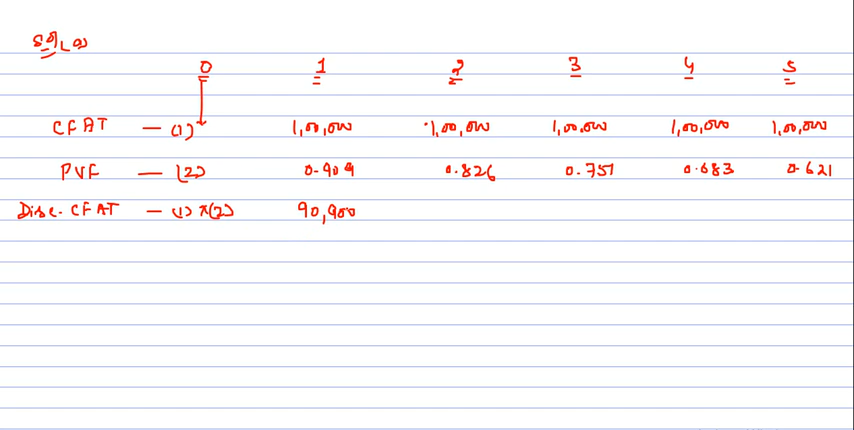 0 1 2 3 4 5
CFAT — (1) 1,00,000 1,00,000 1,00,000 1,00,000 1,00,000
PVF — (2) 0.909 0.826 0.751 0.683 0.621
Disc. CFAT — (1) x (2) 90,900